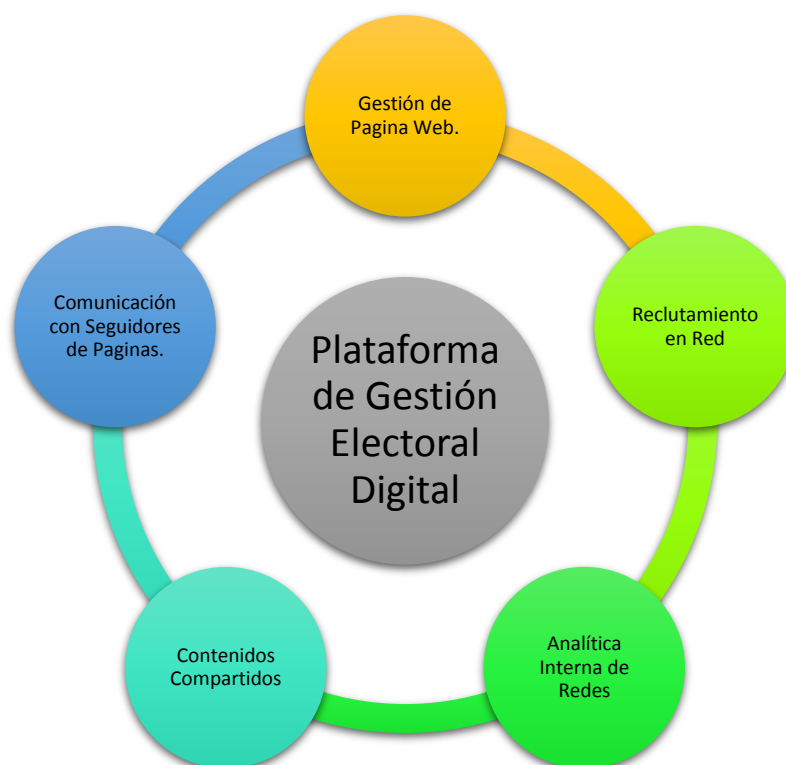 Gestión de
Pagina Web.
Comunicación
con Seguidores
de Paginas.
Reclutamiento
en Red
Plataforma
de Gestión
Electoral
Digital
Contenidos
Compartidos
Analítica
Interna de
Redes